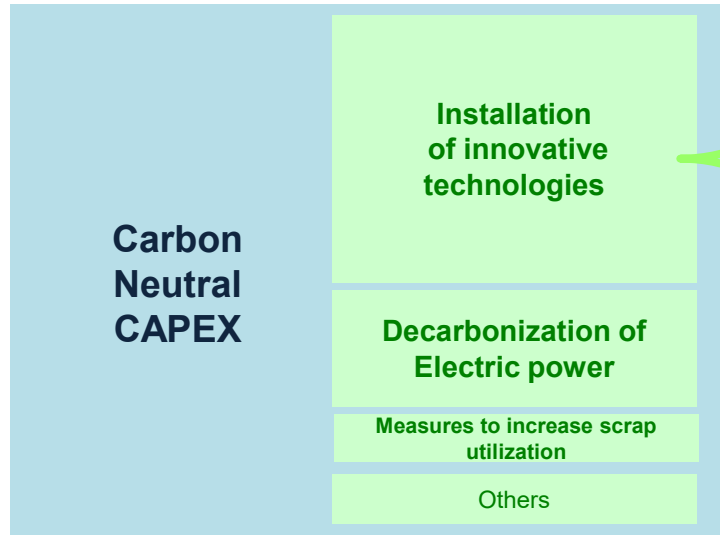 Carbon
Neutral
CAPEX
Installation
of innovative
technologies
Decarbonization of
Electric power
Measures to increase scrap
utilization
Others